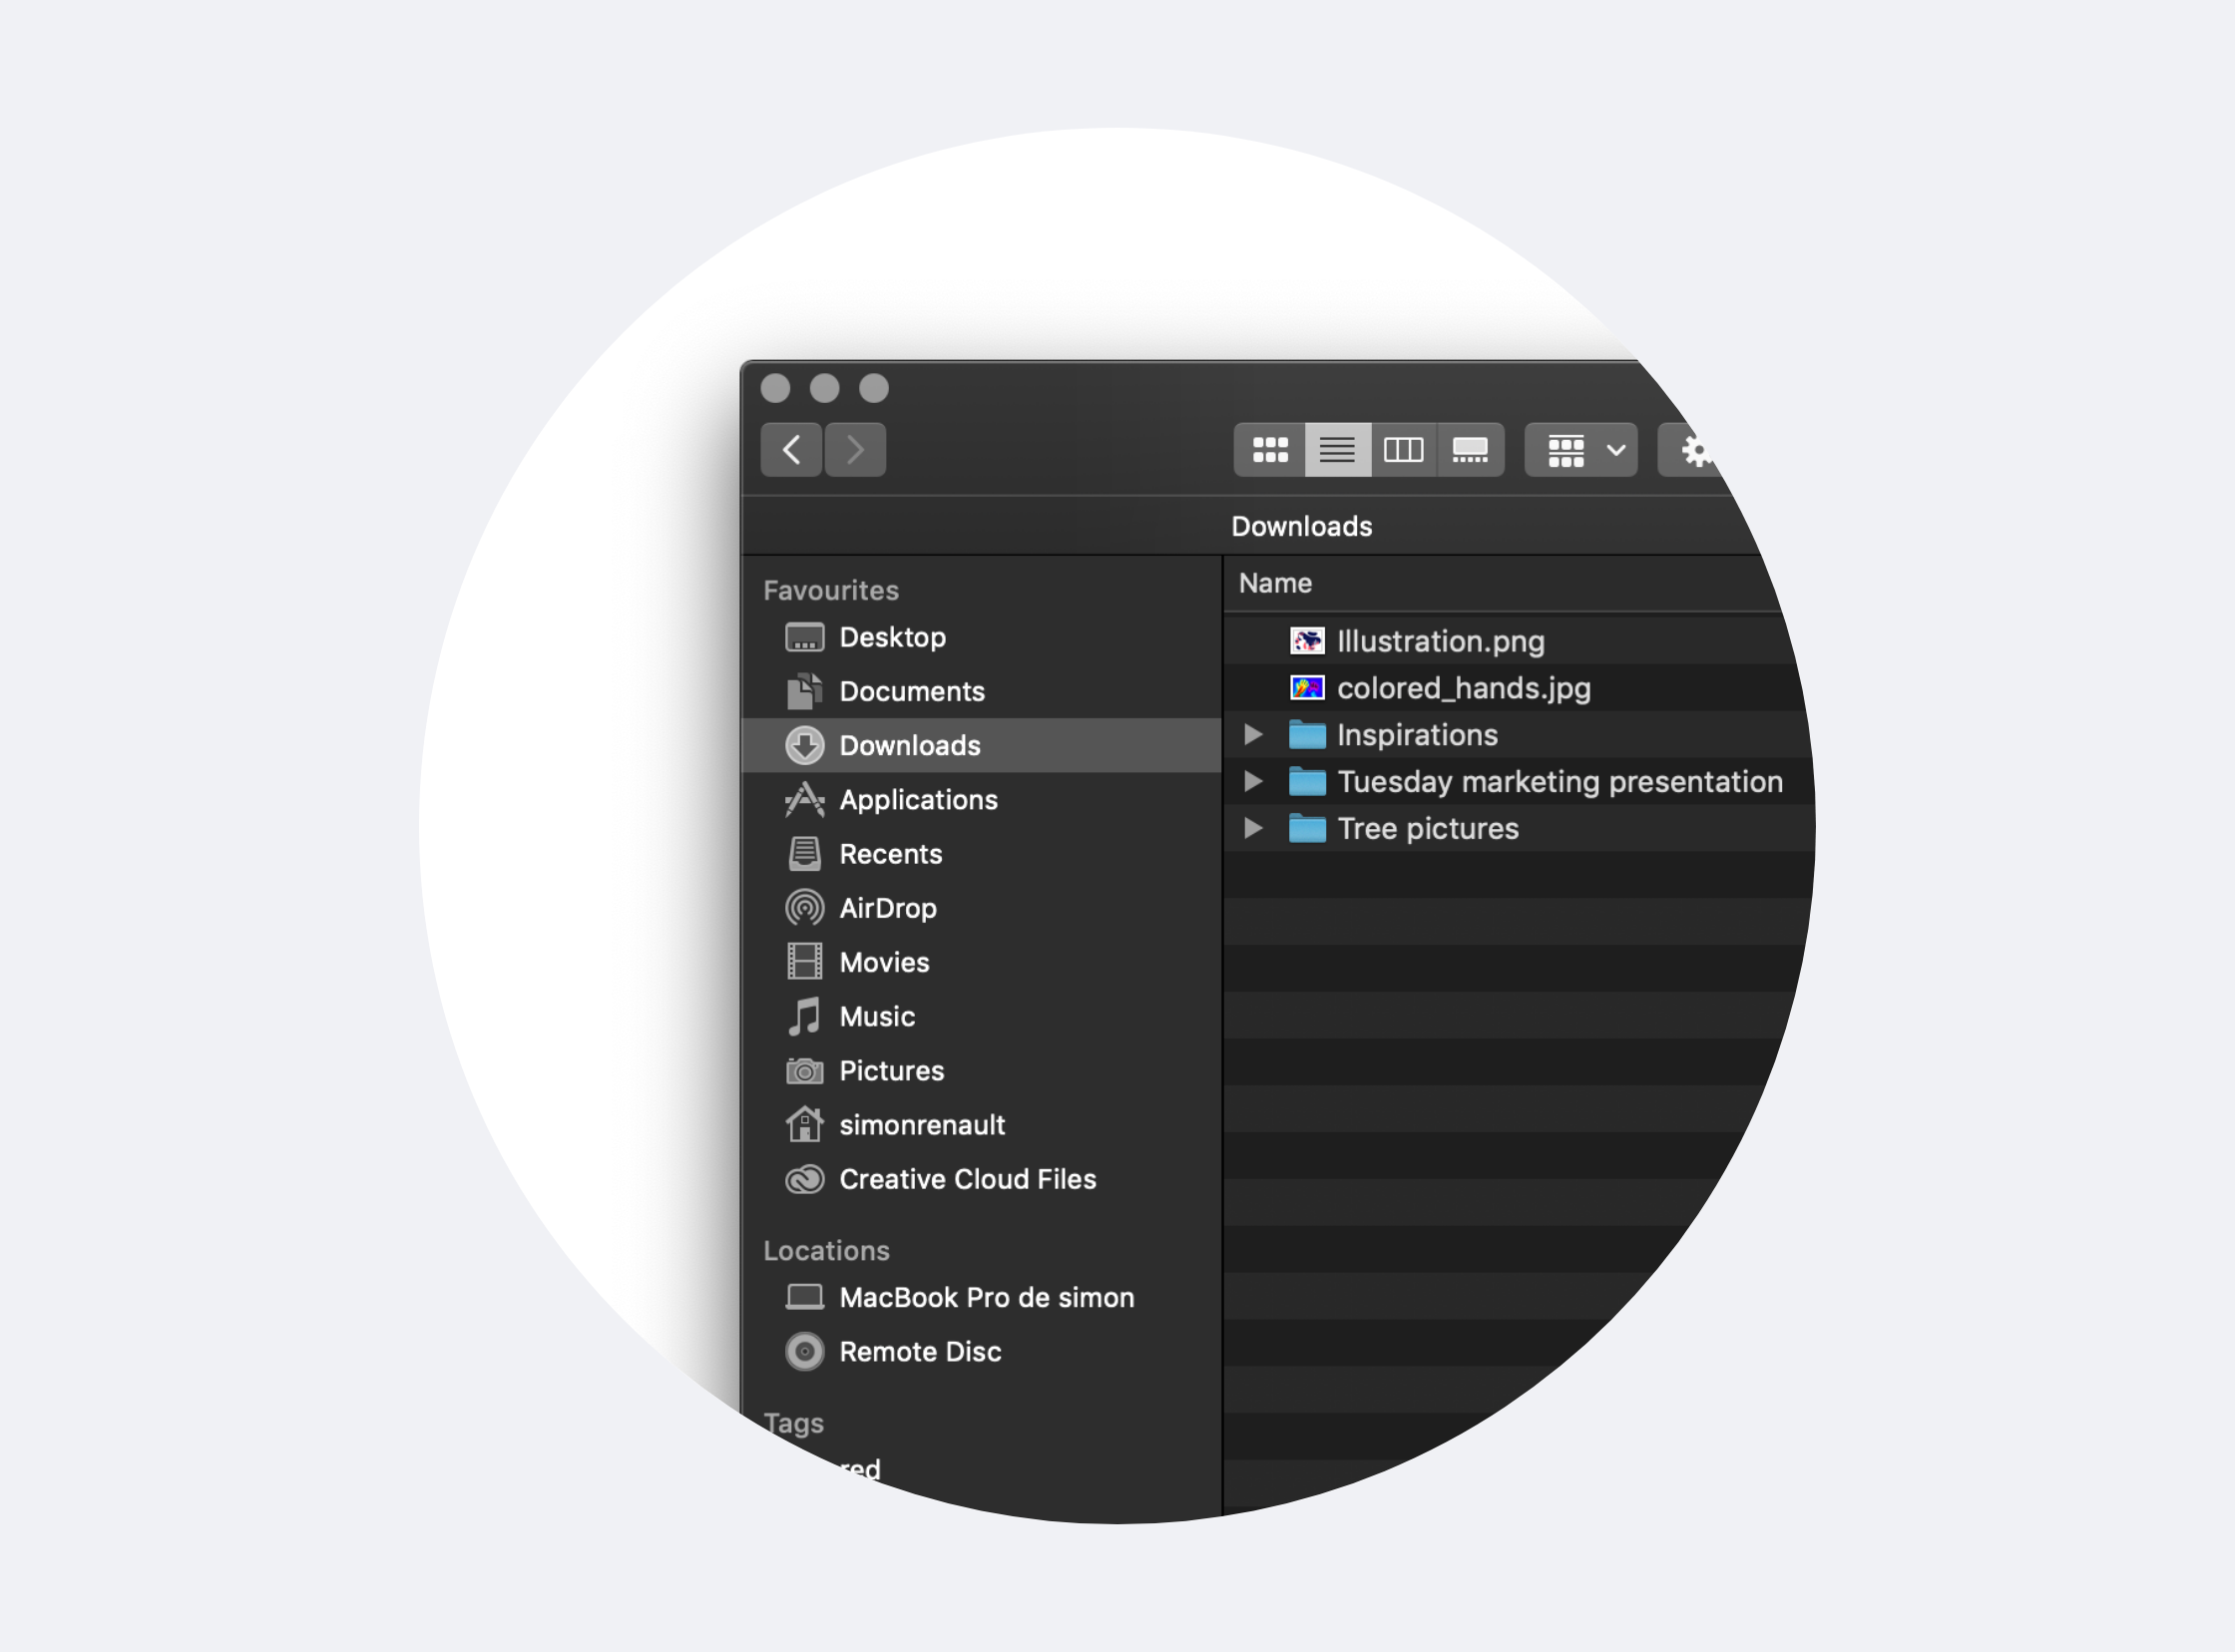 Downloads
Favourites
Desktop
Documents
Downloads
Applications
Recents
AirDrop
Movies
Music
Pictures
simonrenault
Creative Cloud Files
Locations
MacBook Pro de simon
Remote Disc
Tags
red
Name
Illustration.png
colored_hands.jpg
Inspirations
Tuesday marketing presentation
Tree pictures